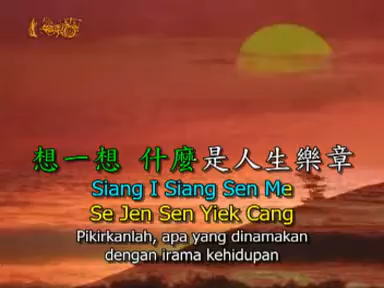 想一想 什麼是人生樂章
Siang I Siang Sen Me
Se Jen Sen Yiek Cang
Pikirkanlah, apa yang dinamakan
dengan irama kehidupan